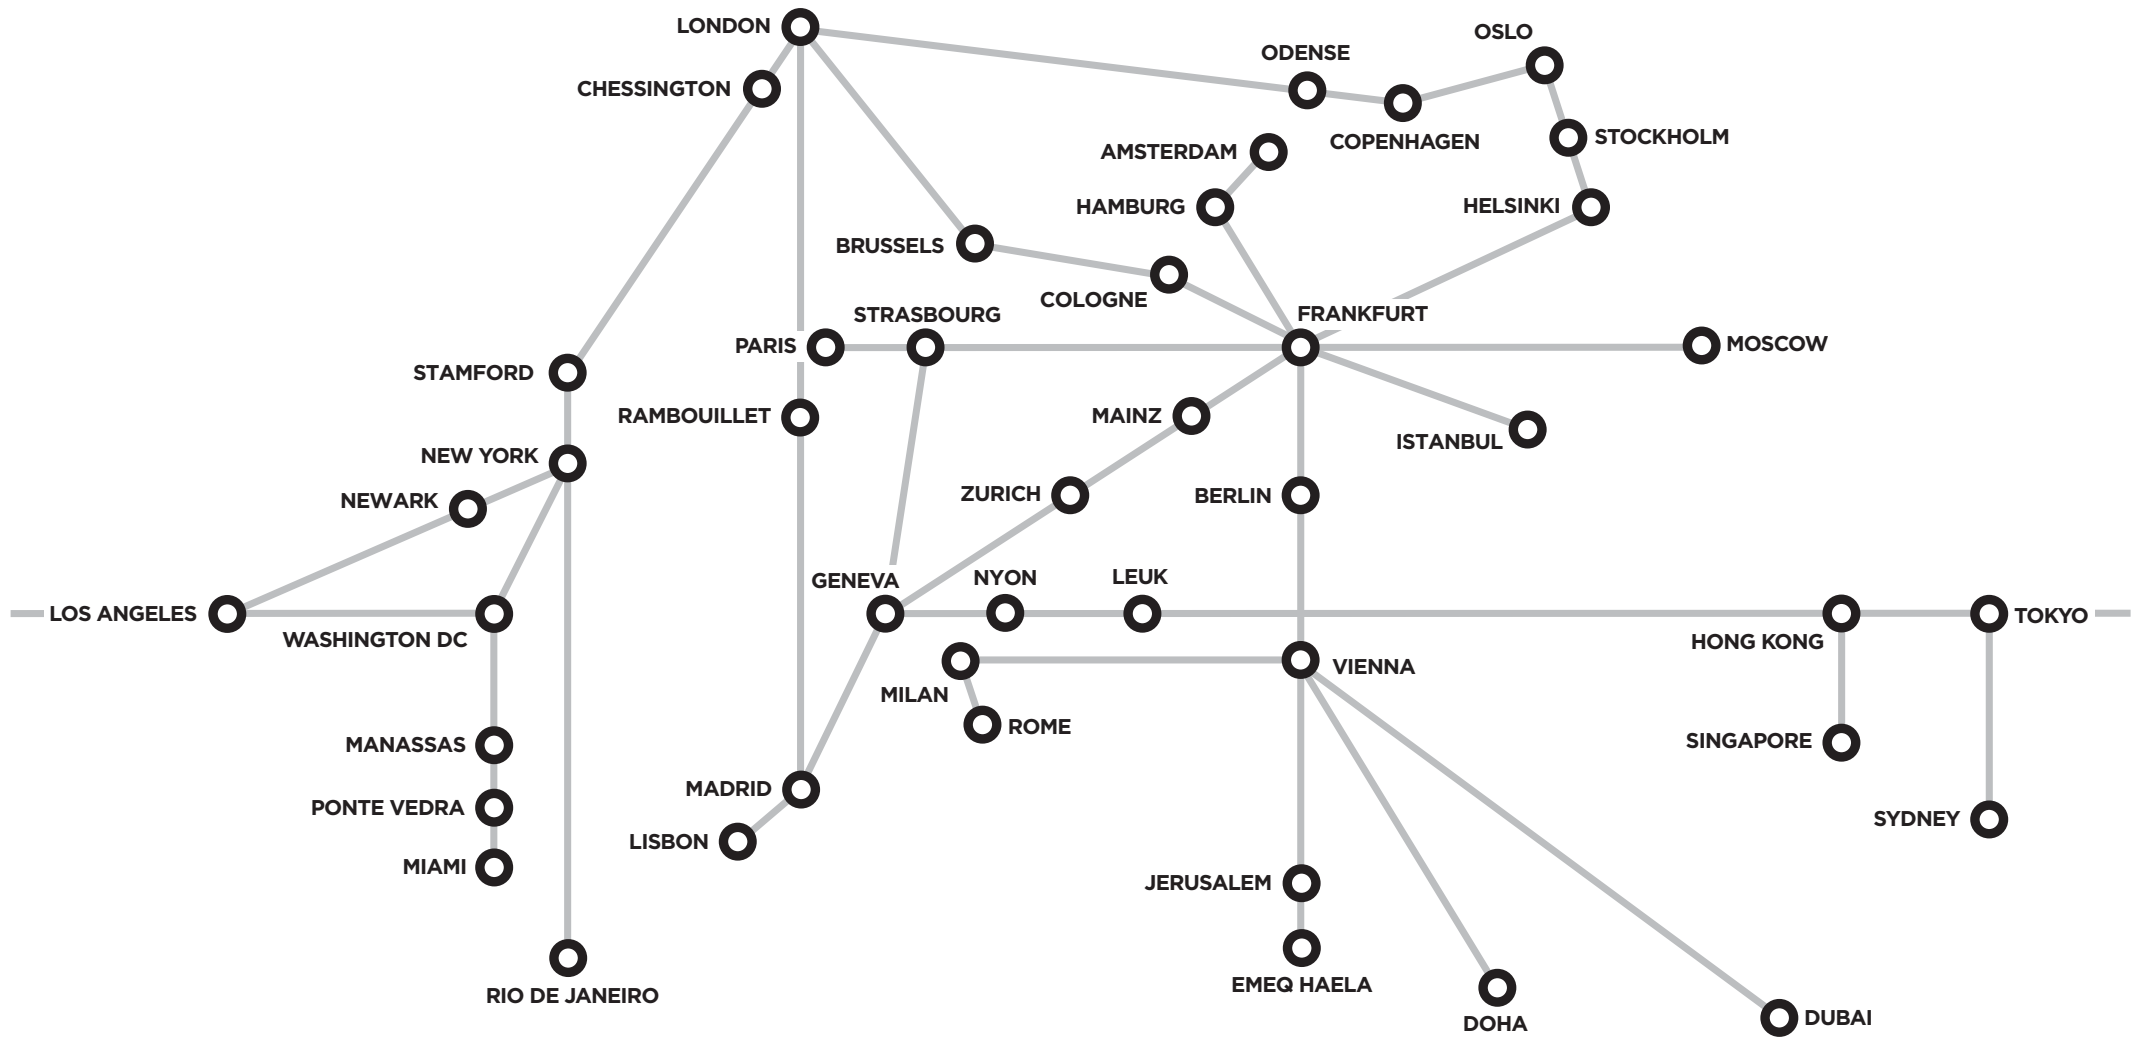 LONDON
OSLO
ODENSE
CHESSINGTON
STOCKHOLM
COPENHAGEN
AMSTERDAM
HAMBURG
HELSINKI
BRUSSELS
COLOGNE
STRASBOURG
FRANKFURT
PARIS
MOSCOW
STAMFORD
RAMBOUILLET
MAINZ
ISTANBUL
NEW YORK
ZURICH
BERLIN
NEWARK
GENEVA
NYON
LEUK
LOS ANGELES
TOKYO
WASHINGTON DC
HONG KONG
VIENNA
MILAN
ROME
MANASSAS
SINGAPORE
MADRID
PONTE VEDRA
SYDNEY
LISBON
MIAMI
JERUSALEM
EMEQ HAELA
RIO DE JANEIRO
DOHA
DUBAI